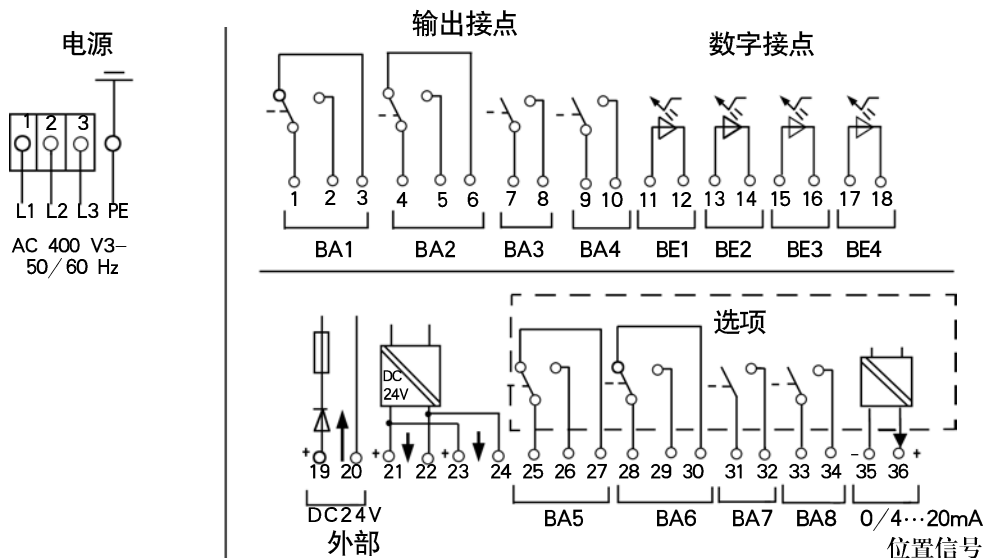 电源
1 2 3
L1 L2 L3 PE
AC 400 V3–
50/60 Hz
输出接点
数字接点
1 2 3 4 5 6 7 8 9 10 11 12 13 14 15 16 17 18
BA1 BA2 BA3 BA4 BE1 BE2 BE3 BE4
选项
DC
24V
+ + + – +
19 20 21 22 23 24 25 26 27 28 29 30 31 32 33 34 35 36
DC24V BA5 BA6 BA7 BA8 0/4…20mA
外部 位置信号